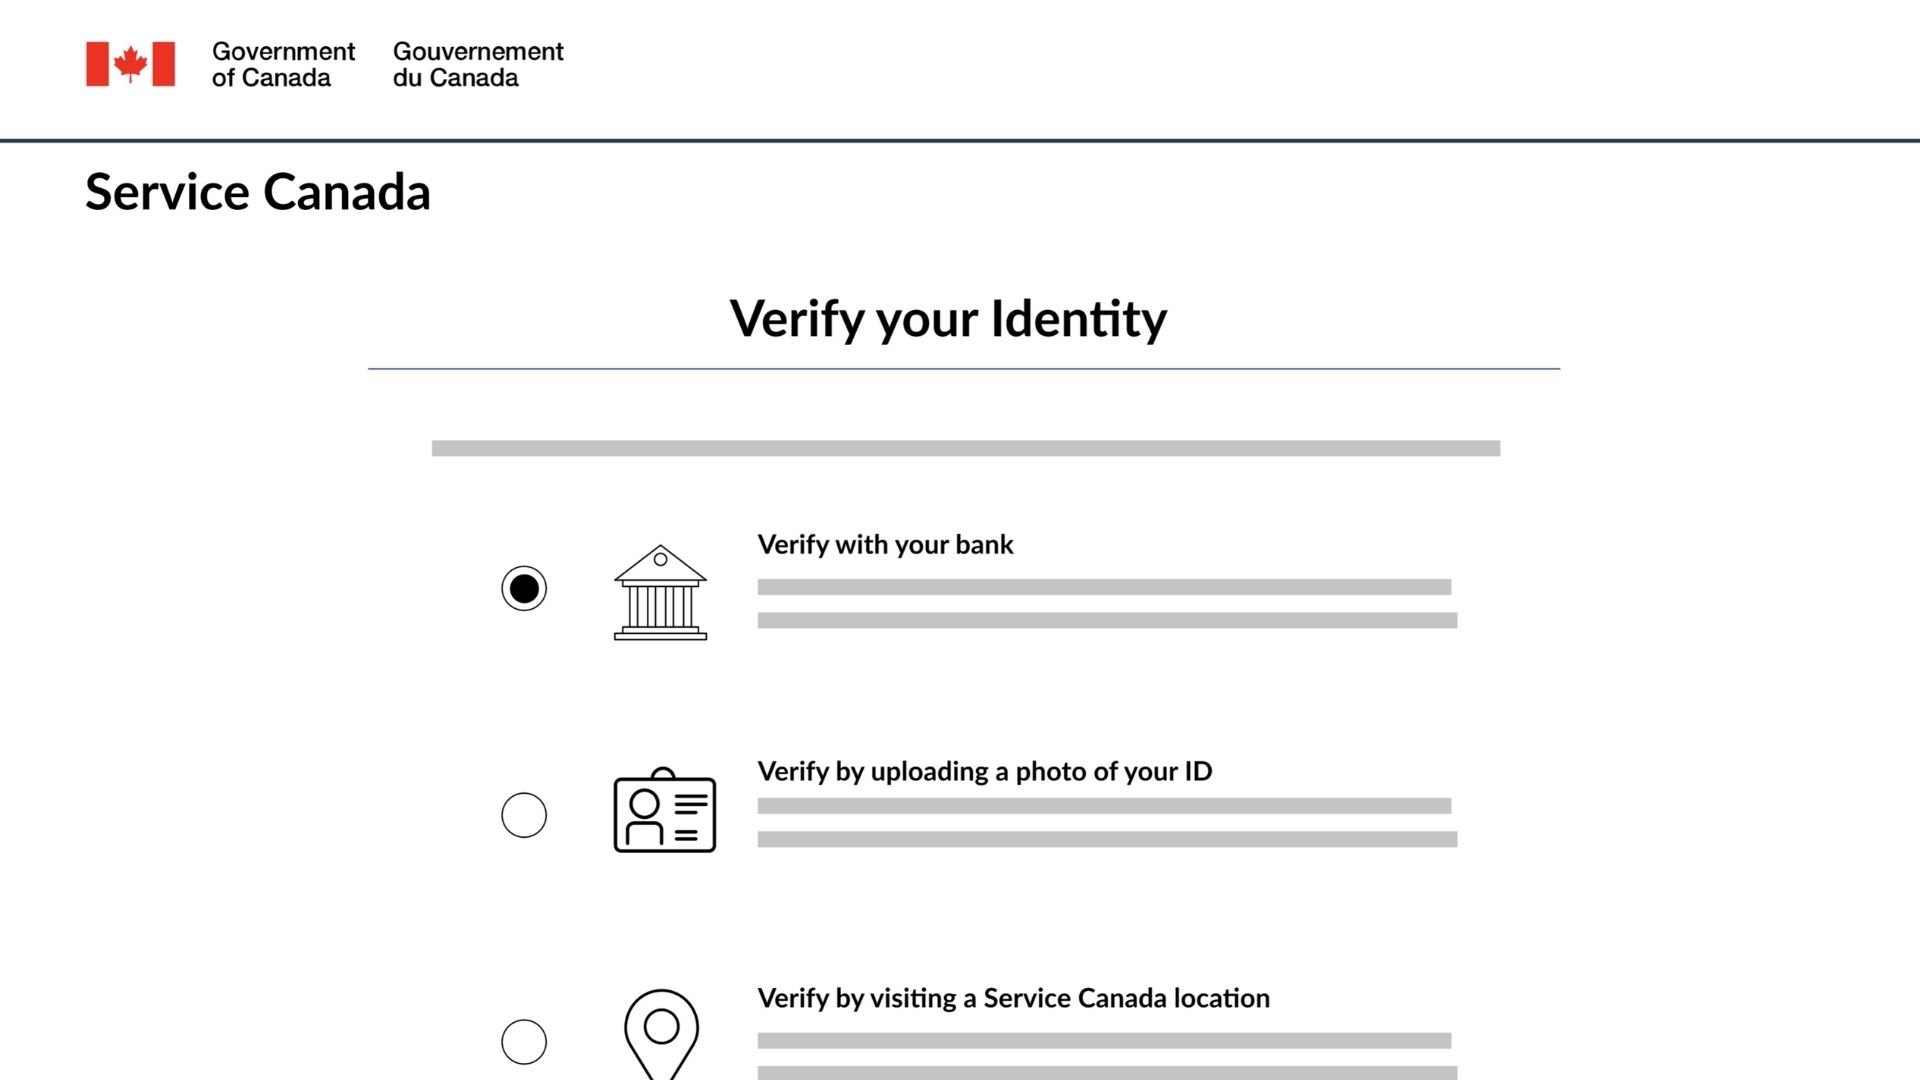 Government
of Canada
Gouvernement
du Canada
Service Canada
Verify your Identity
Verify with your bank
Verify by uploading a photo of your ID
Verify by visiting a Service Canada location